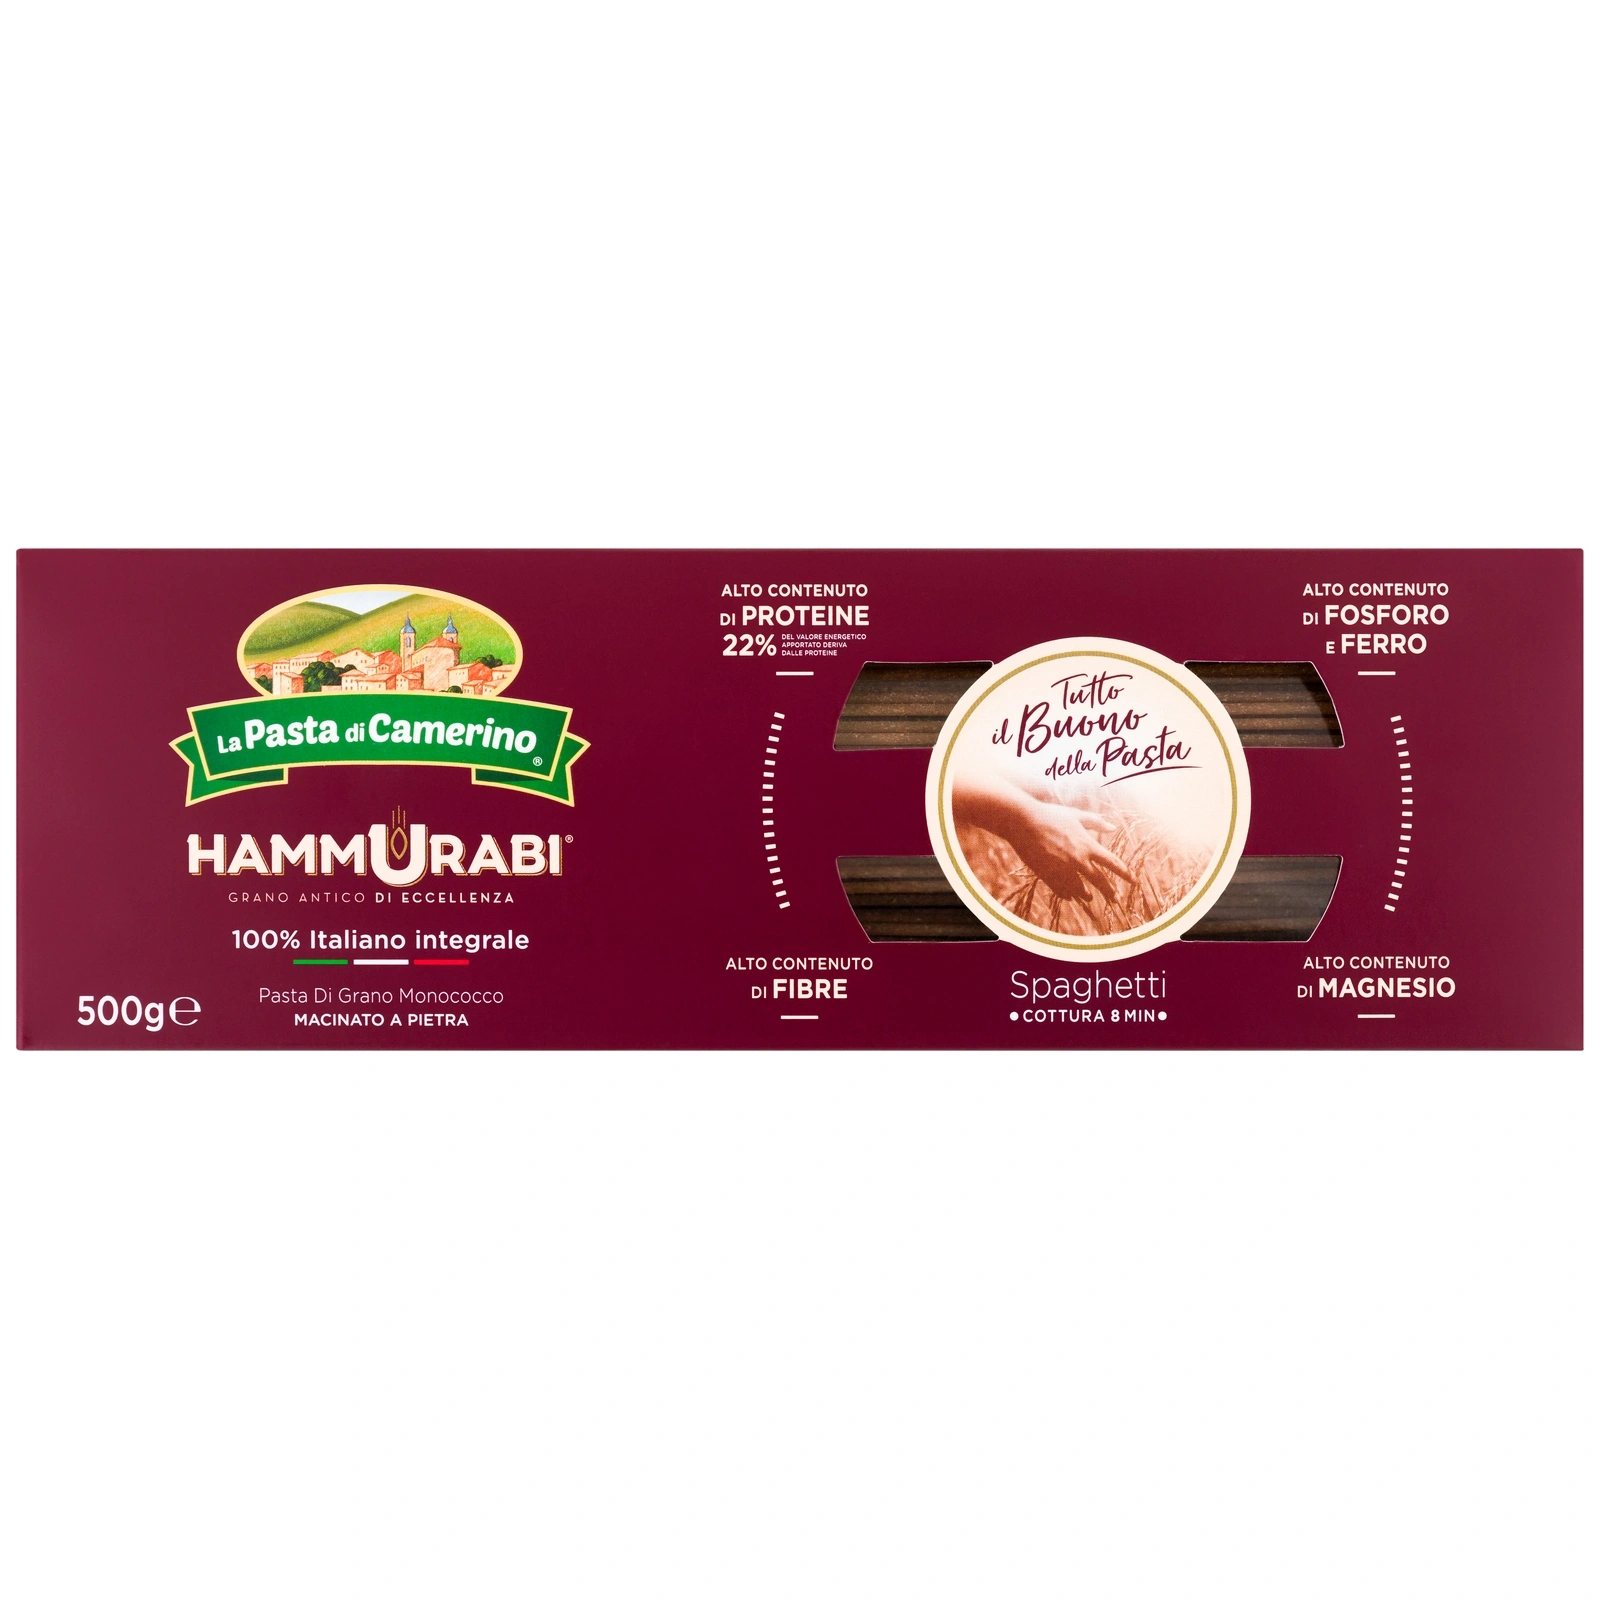 La Pasta di Camerino®
HAMMURABI®
GRANO ANTICO DI ECCELLENZA
100% Italiano integrale
Pasta Di Grano Monococco
MACINATO A PIETRA
500g℮
ALTO CONTENUTO
DI PROTEINE
22% DEL VALORE ENERGETICO
APPORTATO DERIVA
DALLE PROTEINE
ALTO CONTENUTO
DI FIBRE
Tutto
il Buono
della Pasta
Spaghetti
•COTTURA 8 MIN•
ALTO CONTENUTO
DI FOSFORO
E FERRO
ALTO CONTENUTO
DI MAGNESIO